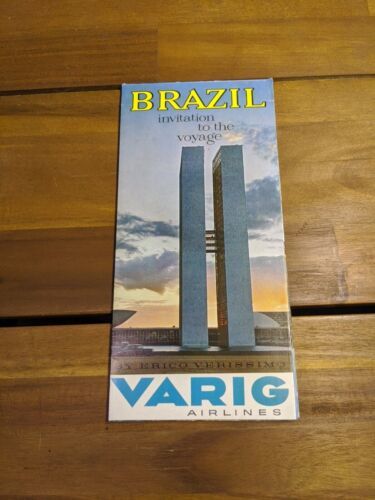 BRAZIL
invitation
to the
voyage
BY ERICO VERISSIMO
VARIG
AIRLINES